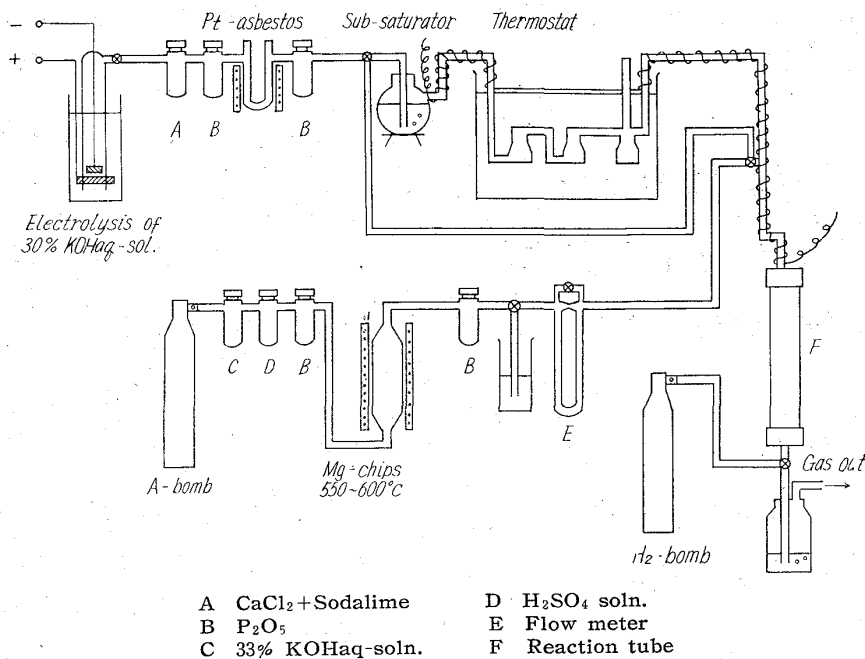 Pt-asbestos
Sub-saturator
Thermostat
−
+
A
B
B
Electrolysis of
30% KOHaq-sol.
C
D
B
B
E
F
A-bomb
Mg-chips
550~600°C
Gas out
H2-bomb
A CaCl₂+Sodalime
B P₂O₅
C 33% KOHaq-soln.
D H₂SO₄ soln.
E Flow meter
F Reaction tube